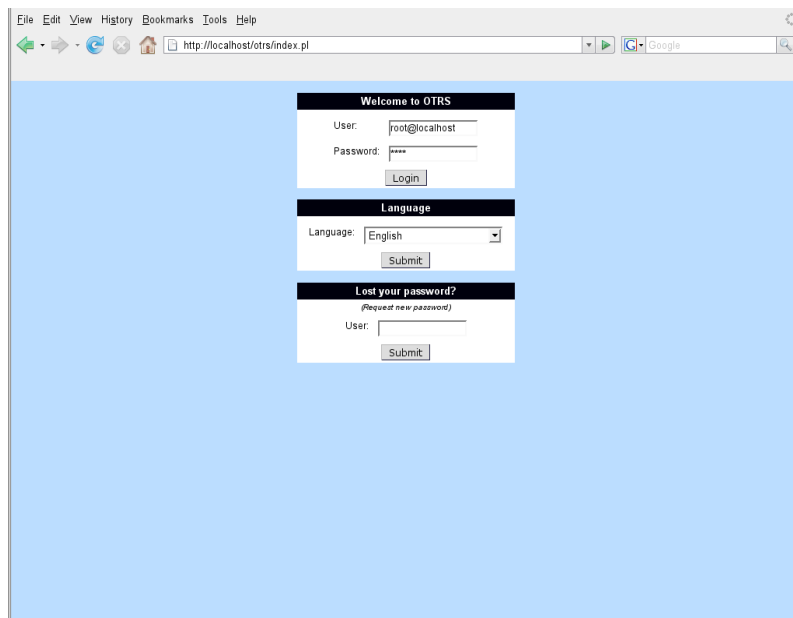 File Edit View History Bookmarks Tools Help
http://localhost/otrs/index.pl G Google
Welcome to OTRS
User: root@localhost
Password: ****
Login
Language
Language: English
Submit
Lost your password?
(Request new password)
User:
Submit